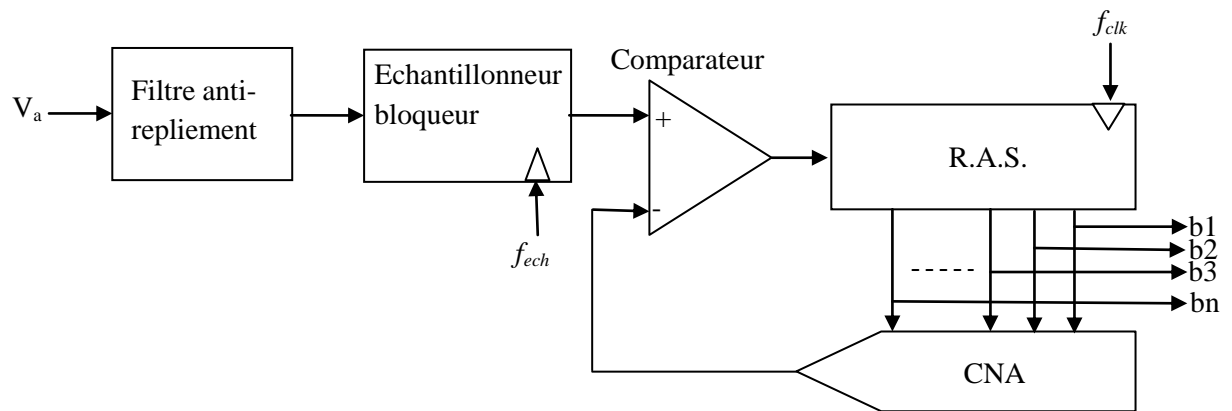 f_clk
Comparateur
Filtre anti-
repliement
Echantillonneur
bloqueur
V_a
+
-
R.A.S.
f_ech
b1
b2
b3
bn
CNA